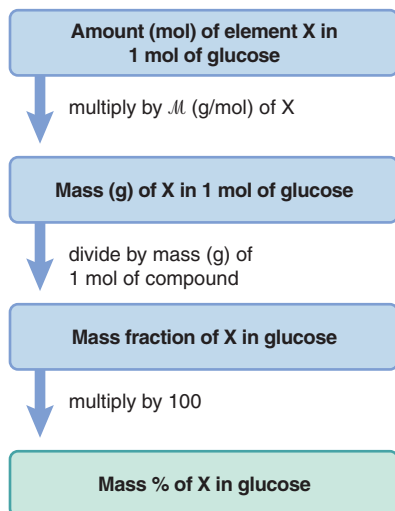 Amount (mol) of element X in
1 mol of glucose
multiply by ℳ (g/mol) of X
Mass (g) of X in 1 mol of glucose
divide by mass (g) of
1 mol of compound
Mass fraction of X in glucose
multiply by 100
Mass % of X in glucose